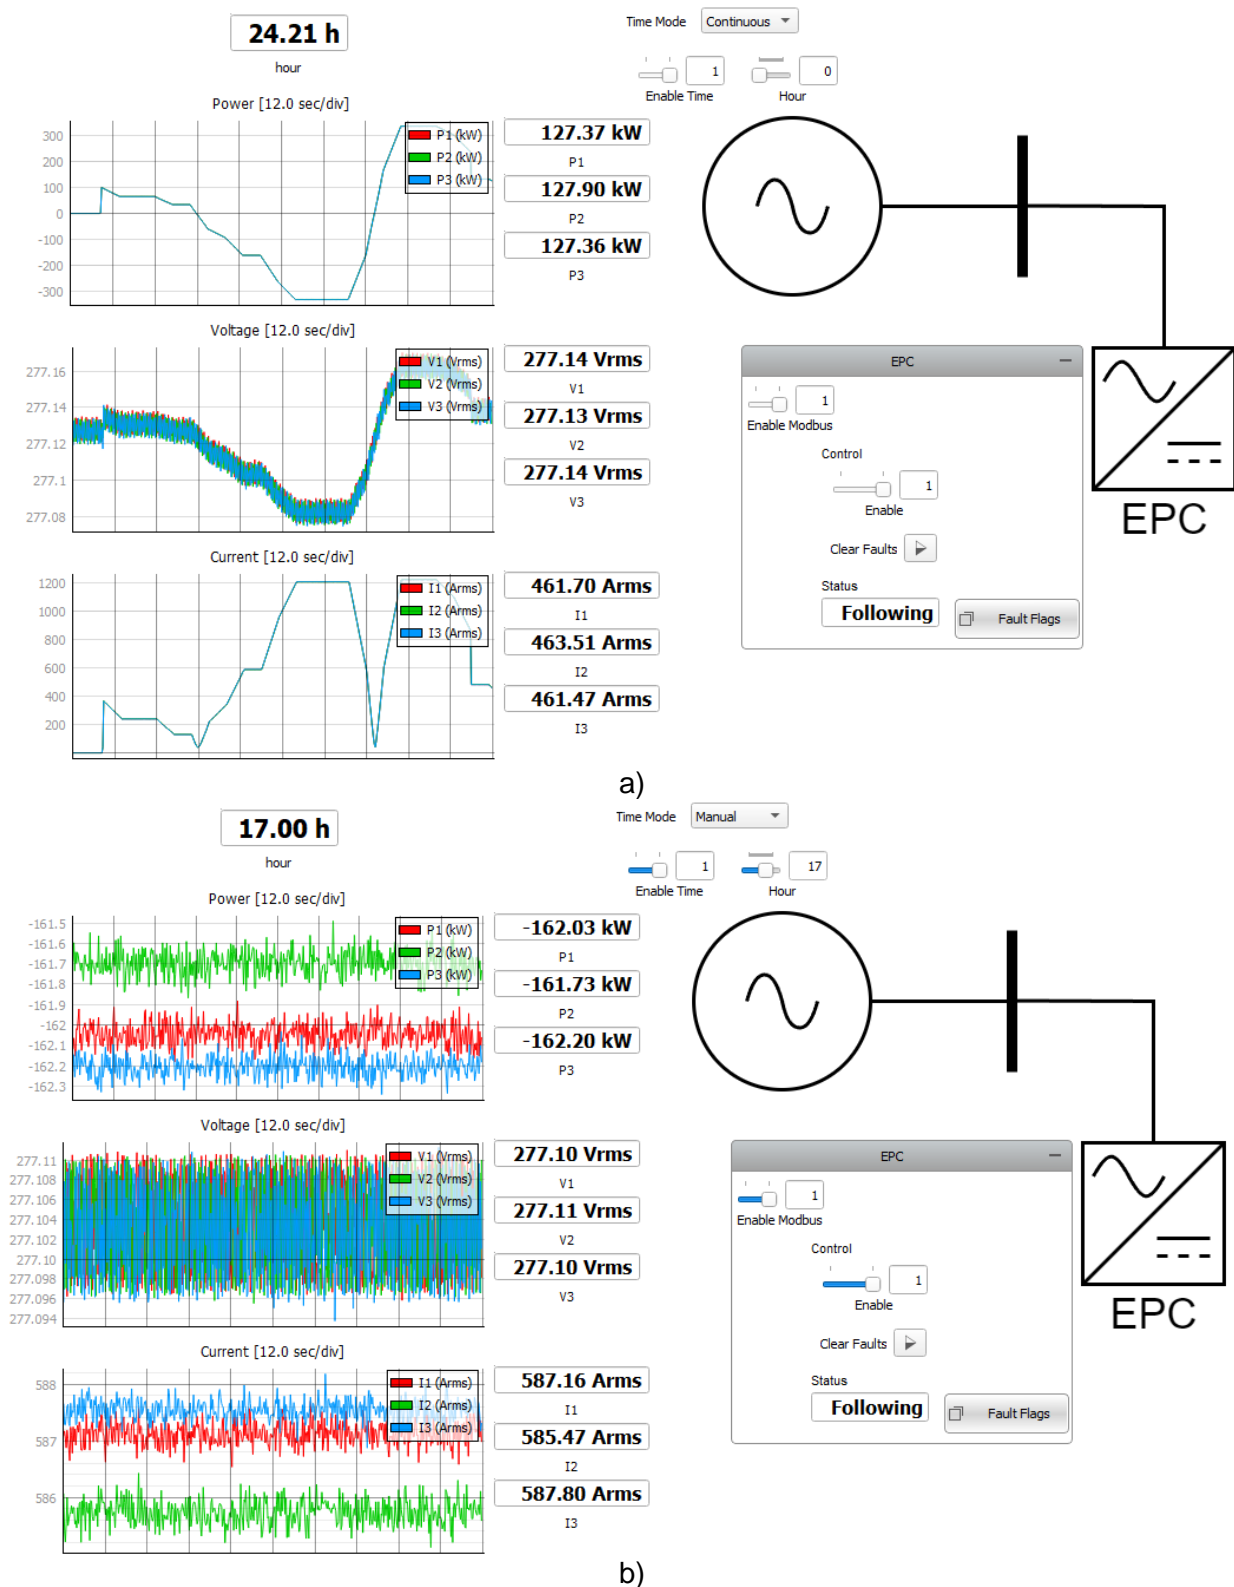 24.21 h
hour
Time Mode Continuous
1 0
Enable Time Hour
Power [12.0 sec/div]
300
200
100
0
-100
-200
-300
P1 (kW)
P2 (kW)
P3 (kW)
127.37 kW
P1
127.90 kW
P2
127.36 kW
P3
Voltage [12.0 sec/div]
277.16
277.14
277.12
277.1
277.08
V1 (Vrms)
V2 (Vrms)
V3 (Vrms)
277.14 Vrms
V1
277.13 Vrms
V2
277.14 Vrms
V3
Current [12.0 sec/div]
1200
1000
800
600
400
200
I1 (Arms)
I2 (Arms)
I3 (Arms)
461.70 Arms
I1
463.51 Arms
I2
461.47 Arms
I3
EPC
1
Enable Modbus
Control
1
Enable
Clear Faults
Status
Following Fault Flags
EPC
a)
17.00 h
hour
Time Mode Manual
1 17
Enable Time Hour
Power [12.0 sec/div]
-161.5
-161.6
-161.7
-161.8
-161.9
-162
-162.1
-162.2
-162.3
P1 (kW)
P2 (kW)
P3 (kW)
-162.03 kW
P1
-161.73 kW
P2
-162.20 kW
P3
Voltage [12.0 sec/div]
277.11
277.108
277.106
277.104
277.102
277.10
277.098
277.096
277.094
V1 (Vrms)
V2 (Vrms)
V3 (Vrms)
277.10 Vrms
V1
277.11 Vrms
V2
277.10 Vrms
V3
Current [12.0 sec/div]
588
587
586
I1 (Arms)
I2 (Arms)
I3 (Arms)
587.16 Arms
I1
585.47 Arms
I2
587.80 Arms
I3
EPC
1
Enable Modbus
Control
1
Enable
Clear Faults
Status
Following Fault Flags
EPC
b)